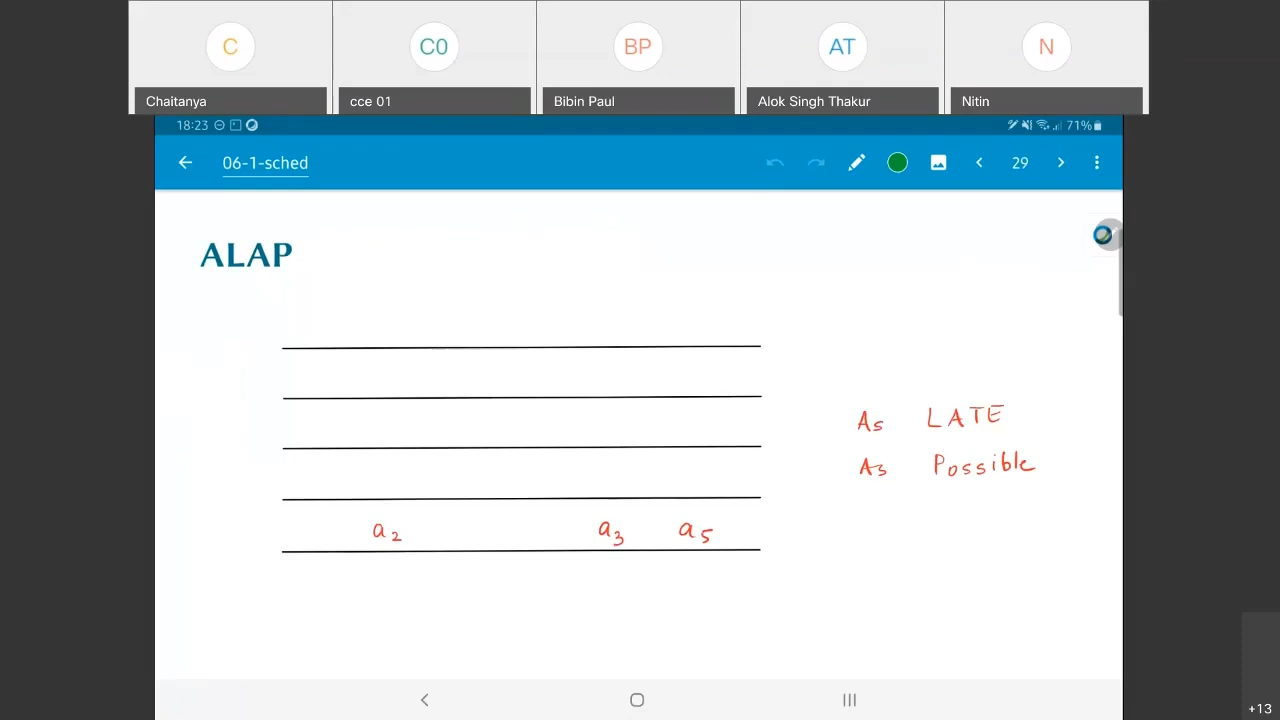 C C0 BP AT N
Chaitanya cce 01 Bibin Paul Alok Singh Thakur Nitin
18:23 71%
06-1-sched 29
ALAP
As LATE
As Possible
a2 a3 a5
+13